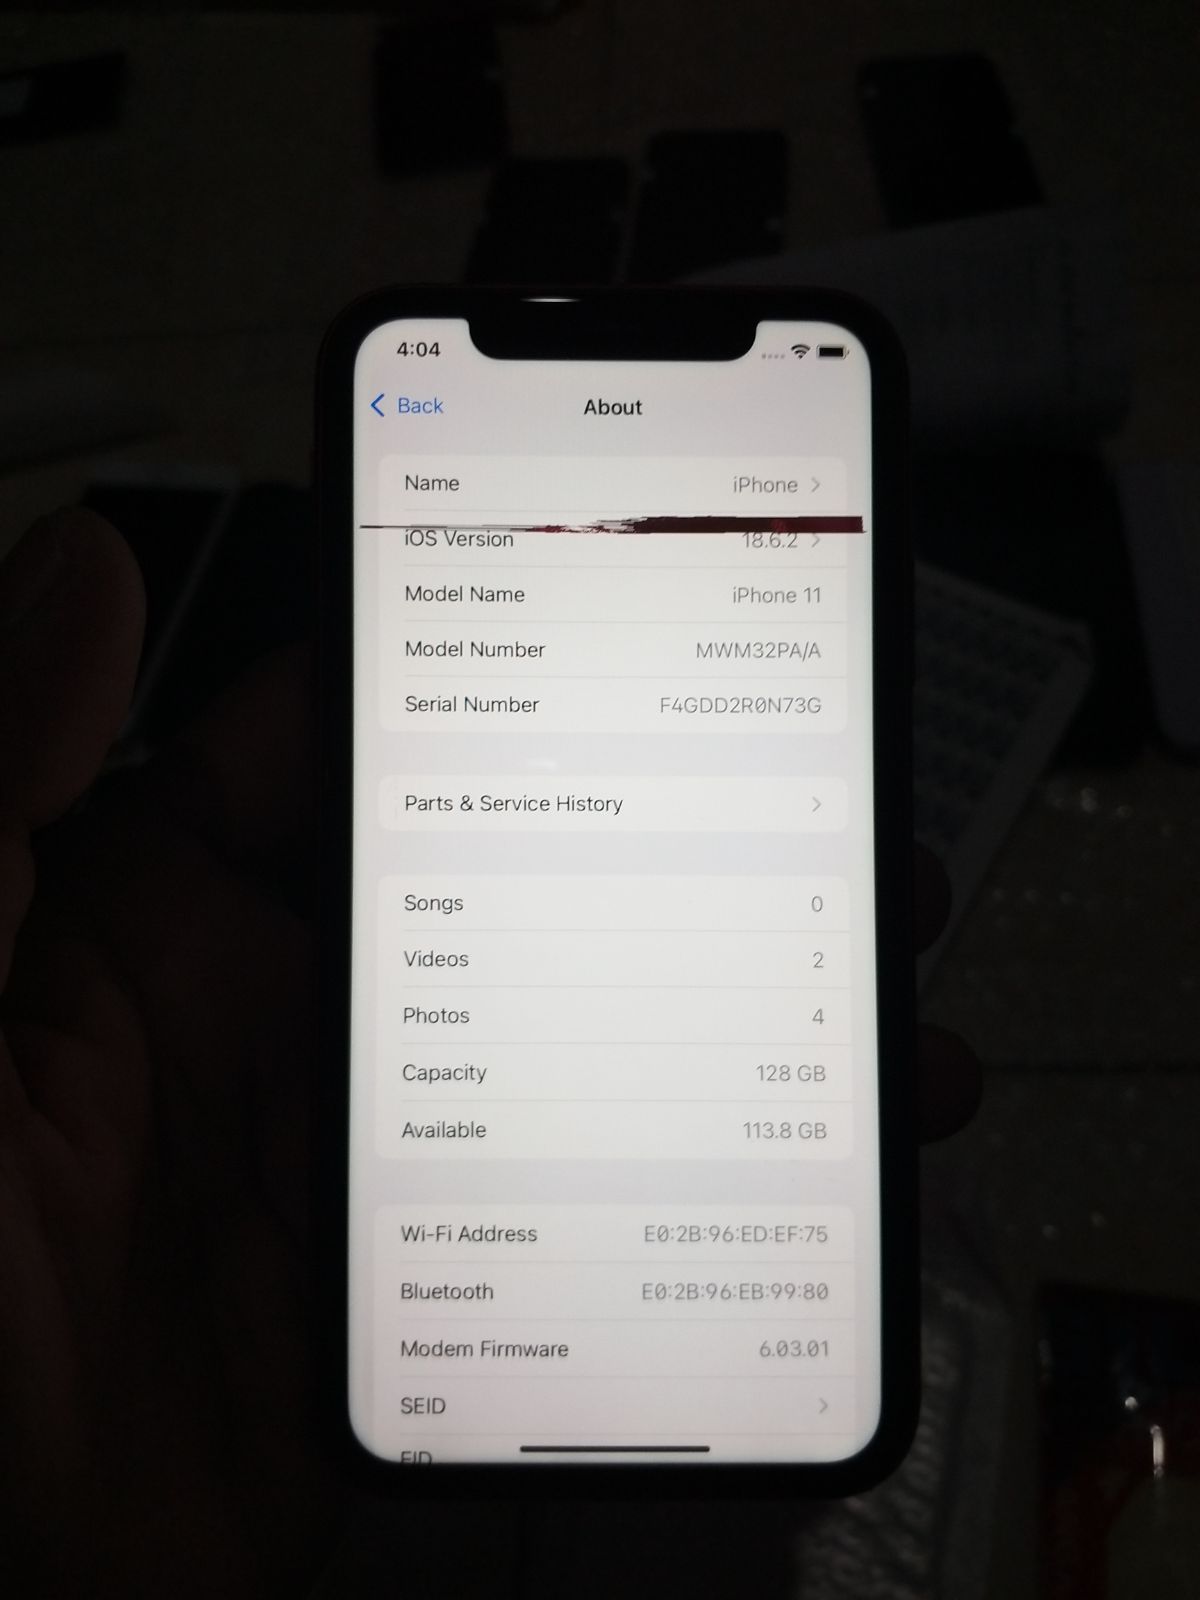 4:04
Back
About
Name iPhone
iOS Version 18.6.2
Model Name iPhone 11
Model Number MWM32PA/A
Serial Number F4GDD2R0N73G
Parts & Service History
Songs 0
Videos 2
Photos 4
Capacity 128 GB
Available 113.8 GB
Wi-Fi Address E0:2B:96:ED:EF:75
Bluetooth E0:2B:96:EB:99:80
Modem Firmware 6.03.01
SEID
EID